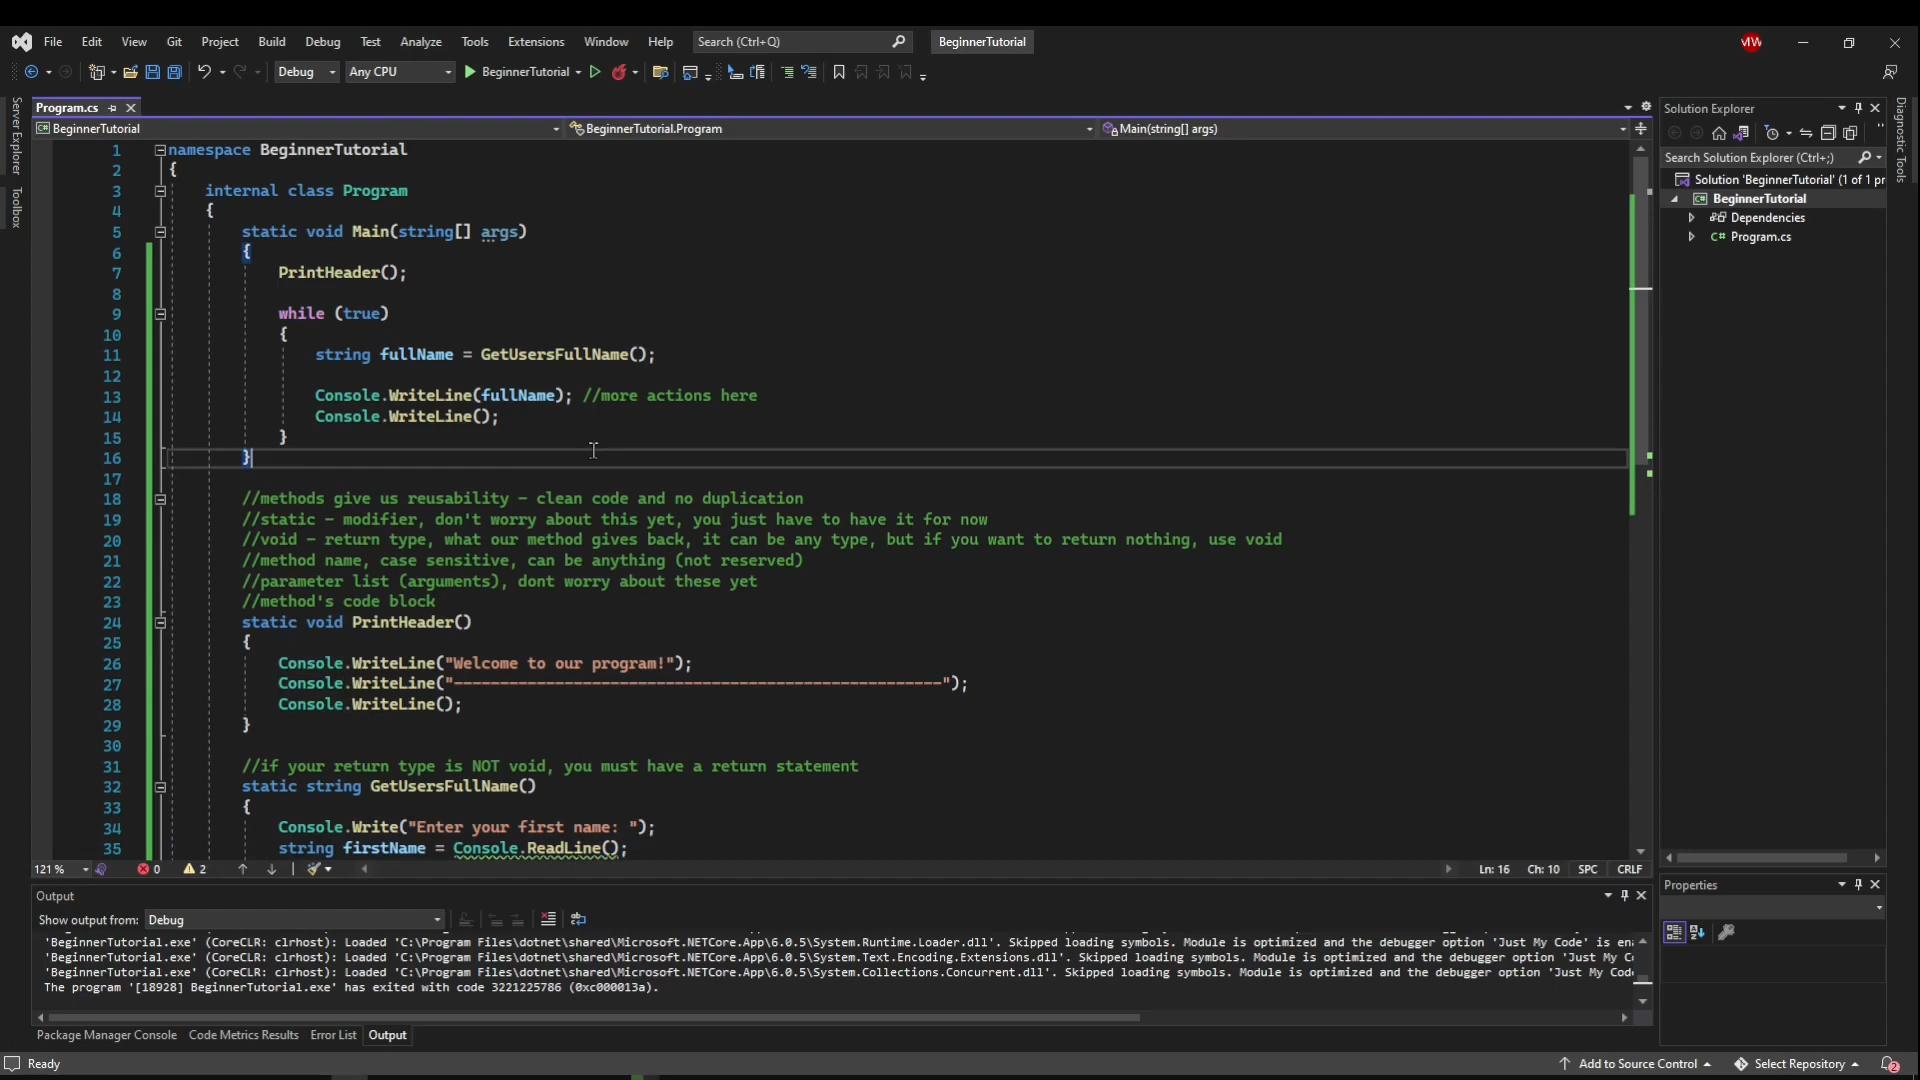 File Edit View Git Project Build Debug Test Analyze Tools Extensions Window Help Search (Ctrl+Q) BeginnerTutorial MW
Debug Any CPU BeginnerTutorial
Server Explorer
Toolbox
Program.cs
BeginnerTutorial BeginnerTutorial.Program Main(string[] args)
1 namespace BeginnerTutorial
2 {
3 internal class Program
4 {
5 static void Main(string[] args)
6 {
7 PrintHeader();
8
9 while (true)
10 {
11 string fullName = GetUsersFullName();
12
13 Console.WriteLine(fullName); //more actions here
14 Console.WriteLine();
15 }
16 }
17
18 //methods give us reusability - clean code and no duplication
19 //static - modifier, don't worry about this yet, you just have to have it for now
20 //void - return type, what our method gives back, it can be any type, but if you want to return nothing, use void
21 //method name, case sensitive, can be anything (not reserved)
22 //parameter list (arguments), dont worry about these yet
23 //method's code block
24 static void PrintHeader()
25 {
26 Console.WriteLine("Welcome to our program!");
27 Console.WriteLine("-----------------------------------------------------");
28 Console.WriteLine();
29 }
30
31 //if your return type is NOT void, you must have a return statement
32 static string GetUsersFullName()
33 {
34 Console.Write("Enter your first name: ");
35 string firstName = Console.ReadLine();
121 % 0 2 Ln: 16 Ch: 10 SPC CRLF
Solution Explorer
Search Solution Explorer (Ctrl+;)
Solution 'BeginnerTutorial' (1 of 1 pr
BeginnerTutorial
Dependencies
C# Program.cs
Diagnostic Tools
Properties
Output
Show output from: Debug
'BeginnerTutorial.exe' (CoreCLR: clrhost): Loaded 'C:\Program Files\dotnet\shared\Microsoft.NETCore.App\6.0.5\System.Runtime.Loader.dll'. Skipped loading symbols. Module is optimized and the debugger option 'Just My Code' is en
'BeginnerTutorial.exe' (CoreCLR: clrhost): Loaded 'C:\Program Files\dotnet\shared\Microsoft.NETCore.App\6.0.5\System.Text.Encoding.Extensions.dll'. Skipped loading symbols. Module is optimized and the debugger option 'Just My C
'BeginnerTutorial.exe' (CoreCLR: clrhost): Loaded 'C:\Program Files\dotnet\shared\Microsoft.NETCore.App\6.0.5\System.Collections.Concurrent.dll'. Skipped loading symbols. Module is optimized and the debugger option 'Just My Cod
The program '[18928] BeginnerTutorial.exe' has exited with code 3221225786 (0xc000013a).
Package Manager Console Code Metrics Results Error List Output
Ready Add to Source Control Select Repository 2